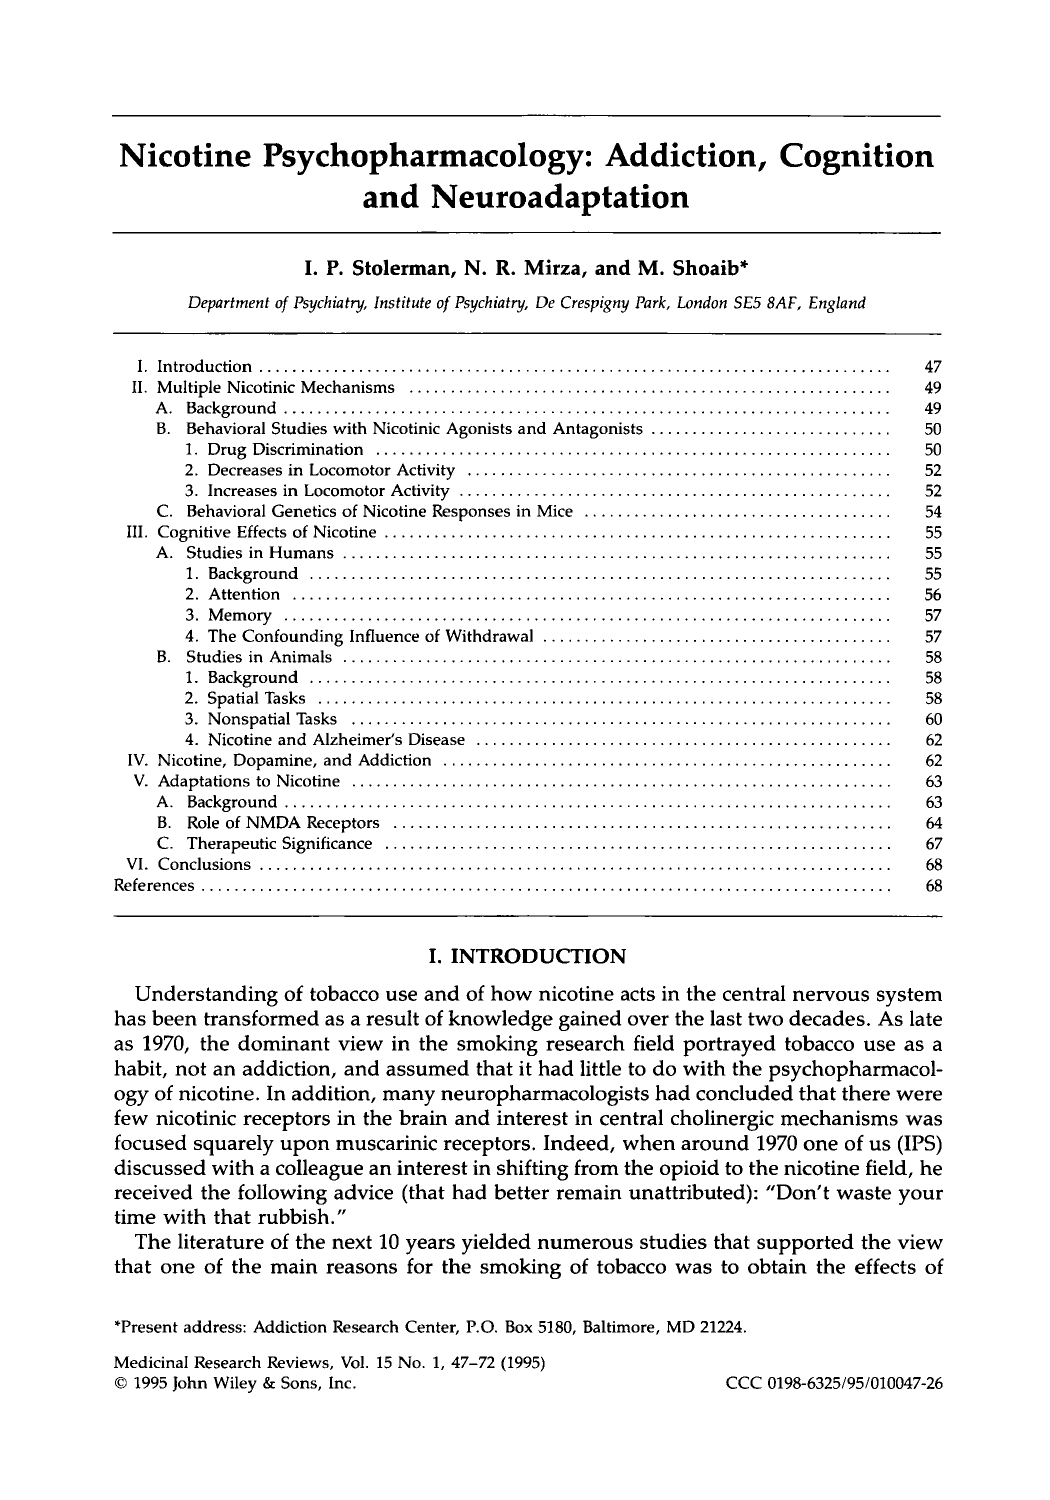 Nicotine Psychopharmacology: Addiction, Cognition
and Neuroadaptation
I. P. Stolerman, N. R. Mirza, and M. Shoaib*
Department of Psychiatry, Institute of Psychiatry, De Crespigny Park, London SE5 8AF, England
I. Introduction ........ 47
II. Multiple Nicotinic Mechanisms ........ 49
A. Background ........ 49
B. Behavioral Studies with Nicotinic Agonists and Antagonists ........ 50
1. Drug Discrimination ........ 50
2. Decreases in Locomotor Activity ........ 52
3. Increases in Locomotor Activity ........ 52
C. Behavioral Genetics of Nicotine Responses in Mice ........ 54
III. Cognitive Effects of Nicotine ........ 55
A. Studies in Humans ........ 55
1. Background ........ 55
2. Attention ........ 56
3. Memory ........ 57
4. The Confounding Influence of Withdrawal ........ 57
B. Studies in Animals ........ 58
1. Background ........ 58
2. Spatial Tasks ........ 58
3. Nonspatial Tasks ........ 60
4. Nicotine and Alzheimer's Disease ........ 62
IV. Nicotine, Dopamine, and Addiction ........ 62
V. Adaptations to Nicotine ........ 63
A. Background ........ 63
B. Role of NMDA Receptors ........ 64
C. Therapeutic Significance ........ 67
VI. Conclusions ........ 68
References ........ 68
I. INTRODUCTION
Understanding of tobacco use and of how nicotine acts in the central nervous system
has been transformed as a result of knowledge gained over the last two decades. As late
as 1970, the dominant view in the smoking research field portrayed tobacco use as a
habit, not an addiction, and assumed that it had little to do with the psychopharmacol-
ogy of nicotine. In addition, many neuropharmacologists had concluded that there were
few nicotinic receptors in the brain and interest in central cholinergic mechanisms was
focused squarely upon muscarinic receptors. Indeed, when around 1970 one of us (IPS)
discussed with a colleague an interest in shifting from the opioid to the nicotine field, he
received the following advice (that had better remain unattributed): "Don't waste your
time with that rubbish."
The literature of the next 10 years yielded numerous studies that supported the view
that one of the main reasons for the smoking of tobacco was to obtain the effects of
*Present address: Addiction Research Center, P.O. Box 5180, Baltimore, MD 21224.
Medicinal Research Reviews, Vol. 15 No. 1, 47–72 (1995)
© 1995 John Wiley & Sons, Inc. CCC 0198-6325/95/010047-26